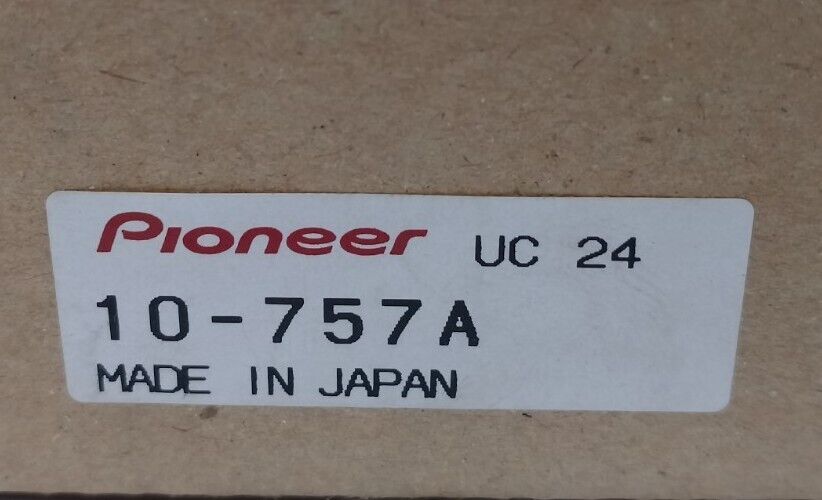 Pioneer UC 24
10-757A
MADE IN JAPAN